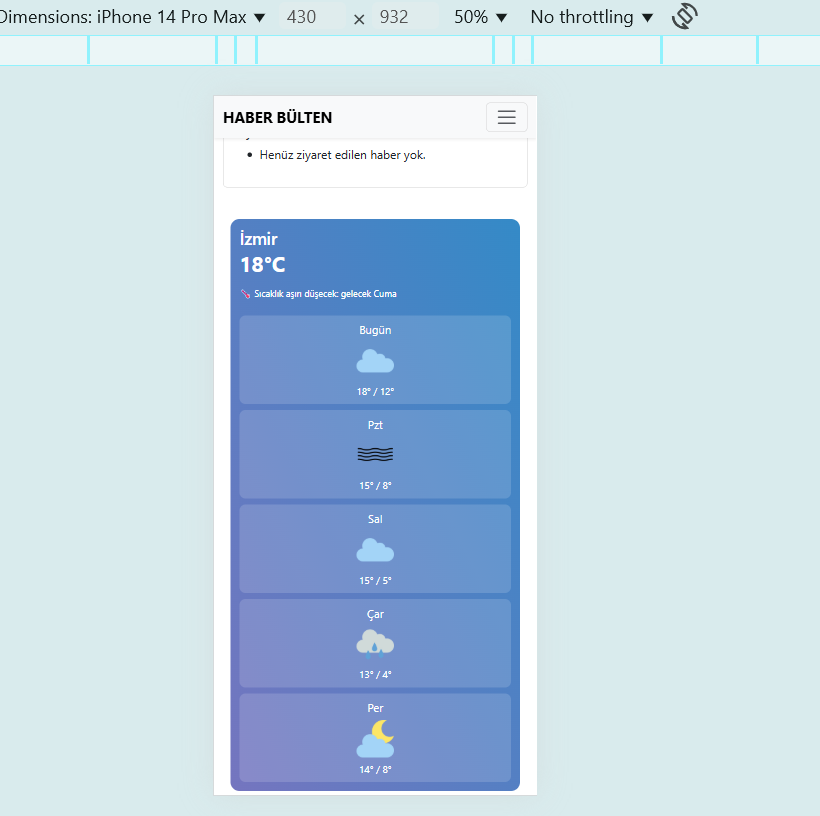 Dimensions: iPhone 14 Pro Max ▼ 430 × 932 50% ▼ No throttling ▼
HABER BÜLTEN
• Henüz ziyaret edilen haber yok.
İzmir
18°C
Sıcaklık aşırı düşecek: gelecek Cuma
Bugün
18° / 12°
Pzt
15° / 8°
Sal
15° / 5°
Çar
13° / 4°
Per
14° / 8°